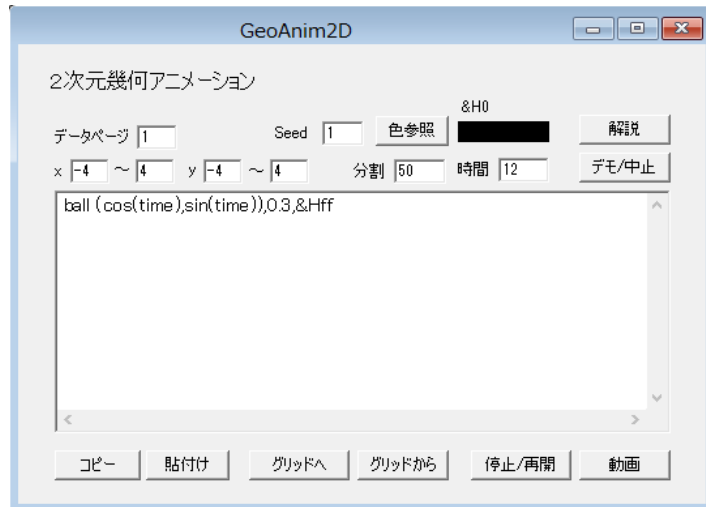 GeoAnim2D
２次元幾何アニメーション
&H0
データページ 1 Seed 1 色参照 解説
x -4 ～ 4 y -4 ～ 4 分割 50 時間 12 デモ/中止
ball (cos(time),sin(time)),0.3,&Hff
コピー 貼付け グリッドへ グリッドから 停止/再開 動画